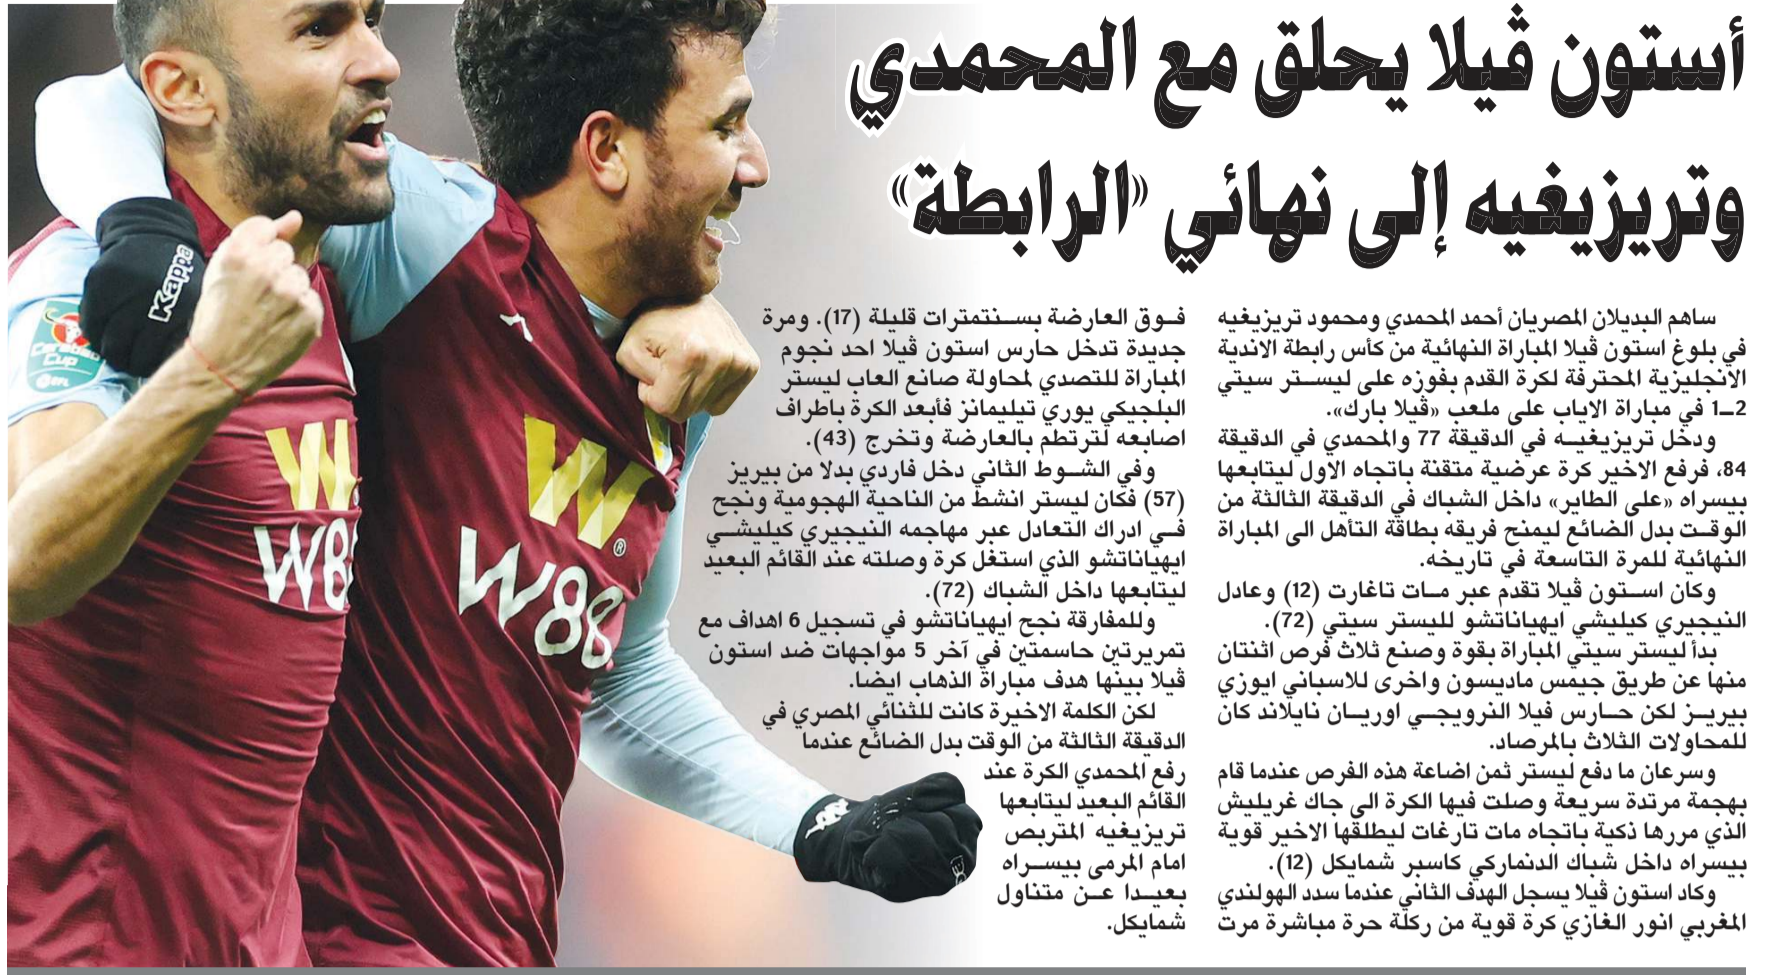 أستون ڤيلا يحلق مع المحمدي
وتريزيغيه إلى نهائي «الرابطة»
ساهم البديلان المصريان أحمد المحمدي ومحمود تريزيغيه
في بلوغ استون ڤيلا المباراة النهائية من كأس رابطة الاندية
الانجليزية المحترفة لكرة القدم بفوزه على ليستر سيتي
2ـ1 في مباراة الاياب على ملعب «ڤيلا بارك».
ودخل تريزيغيه في الدقيقة 77 والمحمدي في الدقيقة
84، فرفع الاخير كرة عرضية متقنة باتجاه الاول ليتابعها
بيسراه «على الطاير» داخل الشباك في الدقيقة الثالثة من
الوقت بدل الضائع ليمنح فريقه بطاقة التأهل الى المباراة
النهائية للمرة التاسعة في تاريخه.
وكان استون ڤيلا تقدم عبر مات تاغارت (12) وعادل
النيجيري كيليشي ايهياناتشو لليستر سيتي (72).
بدأ ليستر سيتي المباراة بقوة وصنع ثلاث فرص اثنتان
منها عن طريق جيمس ماديسون واخرى للاسباني ايوزي
بيريز لكن حارس فيلا النرويجي اوريان نايلاند كان
للمحاولات الثلاث بالمرصاد.
وسرعان ما دفع ليستر ثمن اضاعة هذه الفرص عندما قام
بهجمة مرتدة سريعة وصلت فيها الكرة الى جاك غريليش
الذي مررها ذكية باتجاه مات تارغات ليطلقها الاخير قوية
بيسراه داخل شباك الدنماركي كاسبر شمايكل (12).
وكاد استون ڤيلا يسجل الهدف الثاني عندما سدد الهولندي
المغربي انور الغازي كرة قوية من ركلة حرة مباشرة مرت
فوق العارضة بسنتمترات قليلة (17). ومرة
جديدة تدخل حارس استون ڤيلا احد نجوم
المباراة للتصدي لمحاولة صانع العاب ليستر
البلجيكي يوري تيليمانز فأبعد الكرة باطراف
اصابعه لترتطم بالعارضة وتخرج (43).
وفي الشوط الثاني دخل فاردي بدلا من بيريز
(57) فكان ليستر انشط من الناحية الهجومية ونجح
في ادراك التعادل عبر مهاجمه النيجيري كيليشي
ايهياناتشو الذي استغل كرة وصلته عند القائم البعيد
ليتابعها داخل الشباك (72).
وللمفارقة نجح ايهياناتشو في تسجيل 6 اهداف مع
تمريرتين حاسمتين في آخر 5 مواجهات ضد استون
ڤيلا بينها هدف مباراة الذهاب ايضا.
لكن الكلمة الاخيرة كانت للثنائي المصري في
الدقيقة الثالثة من الوقت بدل الضائع عندما
رفع المحمدي الكرة عند
القائم البعيد ليتابعها
تريزيغيه المتربص
امام المرمى بيسراه
بعيدا عن متناول
شمايكل.
Kappa
Carabao
Cup
EFL
W
W88
W
W88